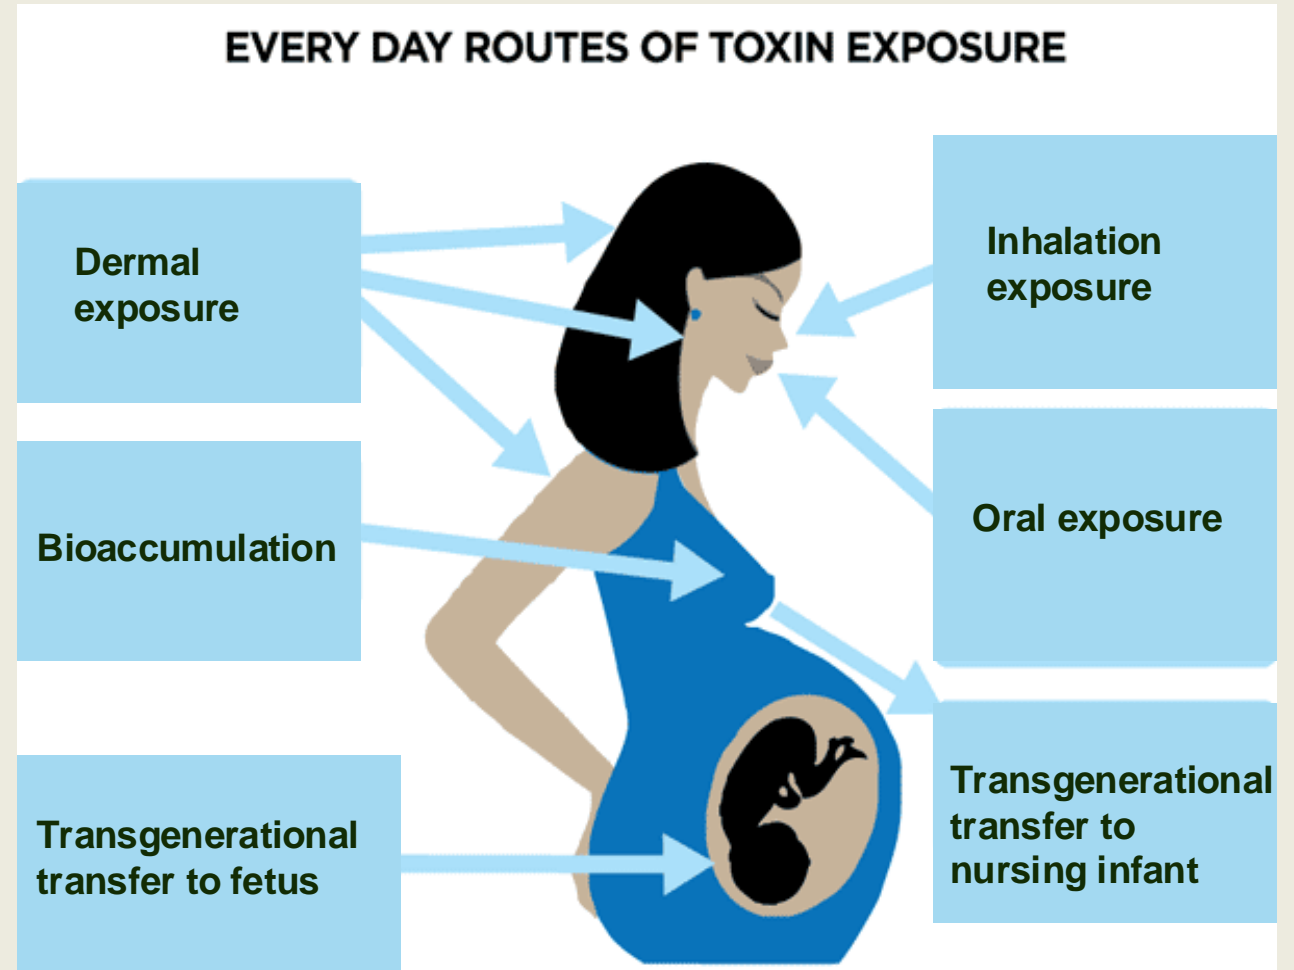 EVERY DAY ROUTES OF TOXIN EXPOSURE
Dermal
exposure
Inhalation
exposure
Bioaccumulation
Oral exposure
Transgenerational
transfer to fetus
Transgenerational
transfer to
nursing infant